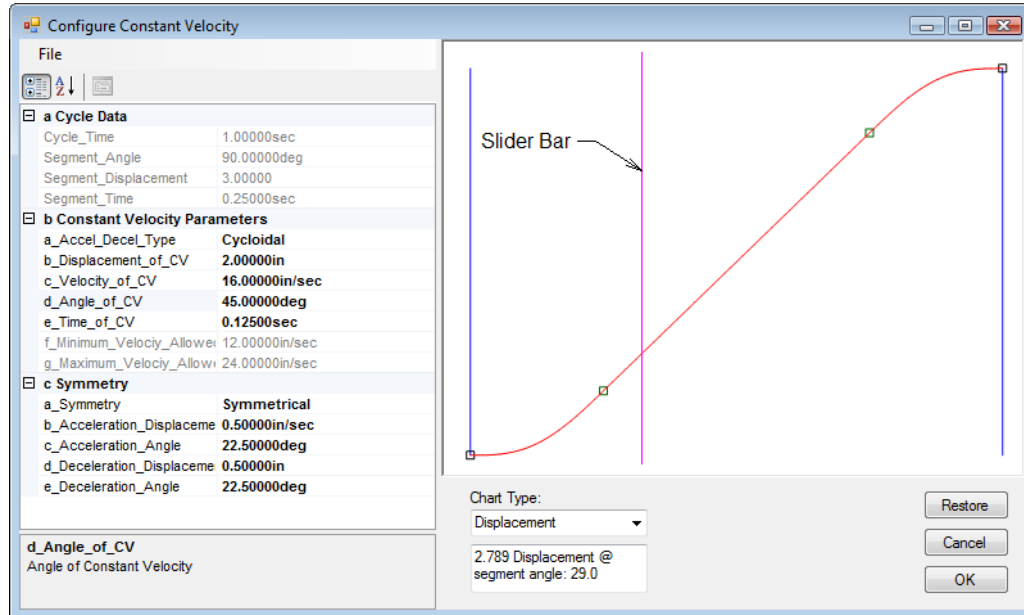 Configure Constant Velocity
File
a Cycle Data
Cycle_Time 1.00000sec
Segment_Angle 90.00000deg
Segment_Displacement 3.00000
Segment_Time 0.25000sec
b Constant Velocity Parameters
a_Accel_Decel_Type Cycloidal
b_Displacement_of_CV 2.00000in
c_Velocity_of_CV 16.00000in/sec
d_Angle_of_CV 45.00000deg
e_Time_of_CV 0.12500sec
f_Minimum_Velociy_Allowec 12.00000in/sec
g_Maximum_Velociy_Allow 24.00000in/sec
c Symmetry
a_Symmetry Symmetrical
b_Acceleration_Displaceme 0.50000in/sec
c_Acceleration_Angle 22.50000deg
d_Deceleration_Displaceme 0.50000in
e_Deceleration_Angle 22.50000deg
d_Angle_of_CV
Angle of Constant Velocity
Slider Bar
Chart Type:
Displacement
2.789 Displacement @
segment angle: 29.0
Restore
Cancel
OK